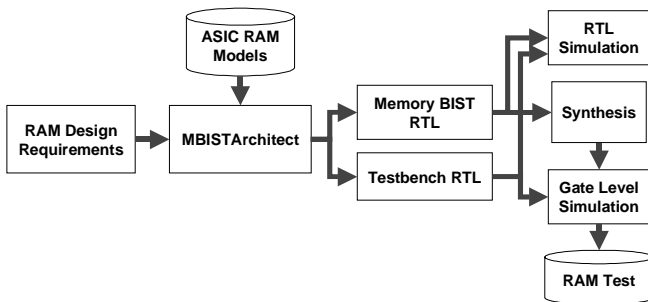 ASIC RAM
Models
RAM Design
Requirements
MBISTArchitect
Memory BIST
RTL
Testbench RTL
RTL
Simulation
Synthesis
Gate Level
Simulation
RAM Test